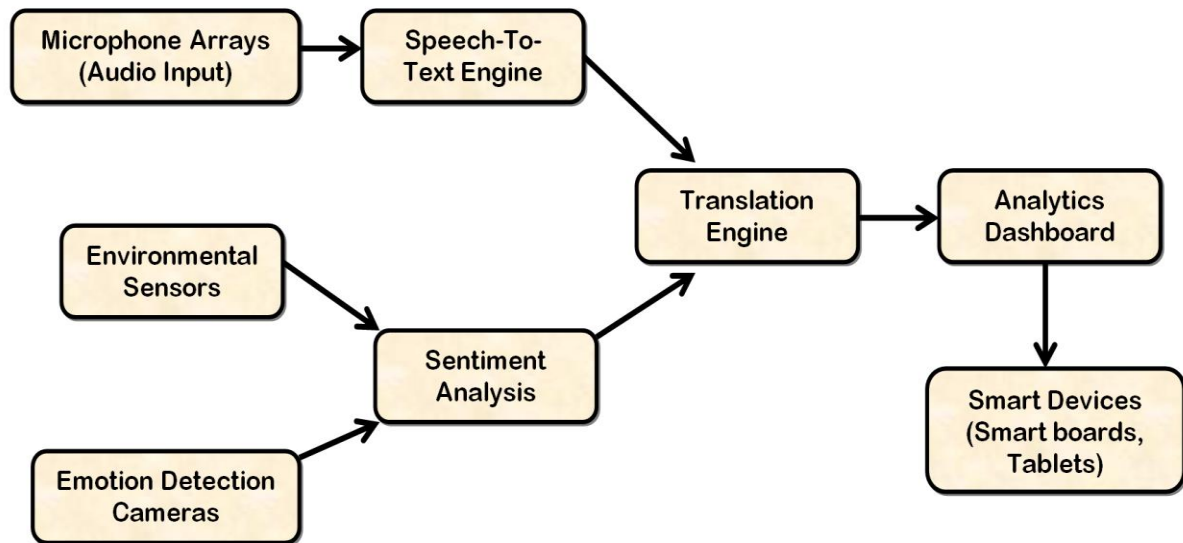 Microphone Arrays
(Audio Input)
Speech-To-
Text Engine
Translation
Engine
Analytics
Dashboard
Environmental
Sensors
Sentiment
Analysis
Smart Devices
(Smart boards,
Tablets)
Emotion Detection
Cameras